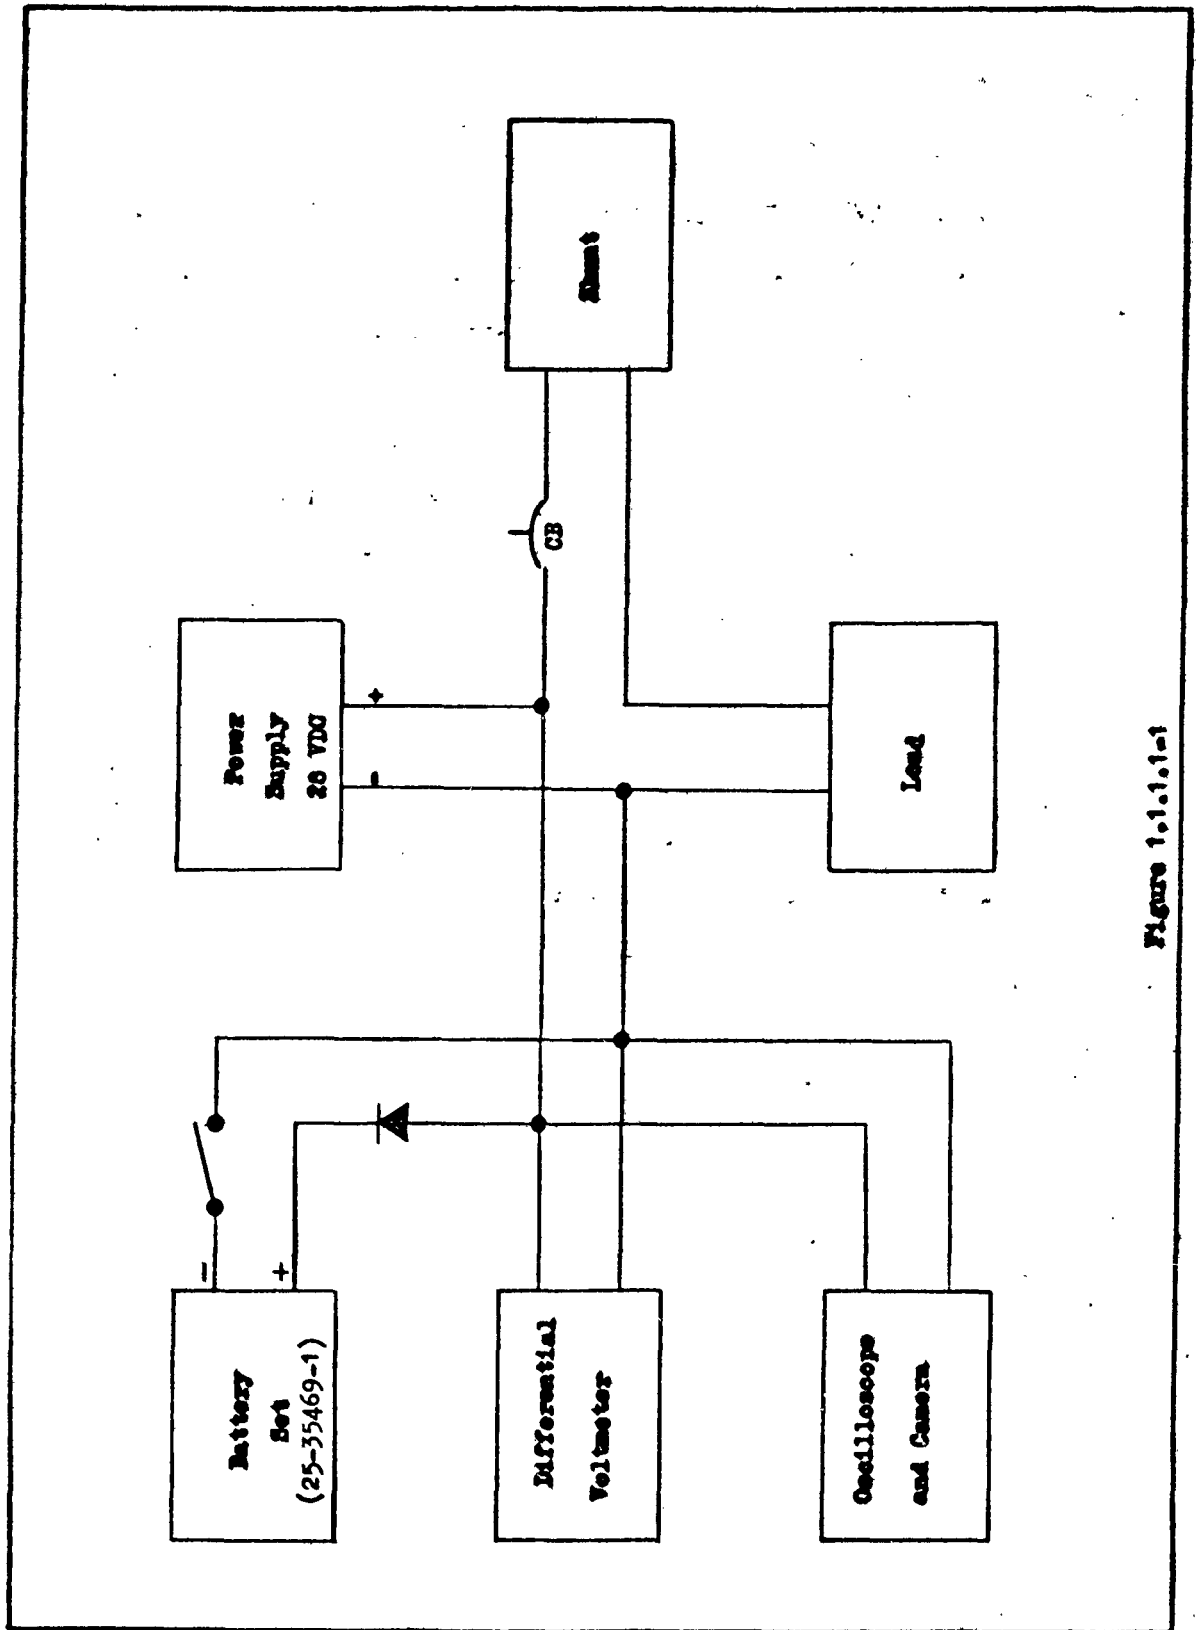 Battery
Set
(25-35469-1)
−
+
Differential
Voltmeter
Oscilloscope
and Camera
Power
Supply
28 VDC
-
+
CB
Load
Shunt
Figure 1.1.1.1-1